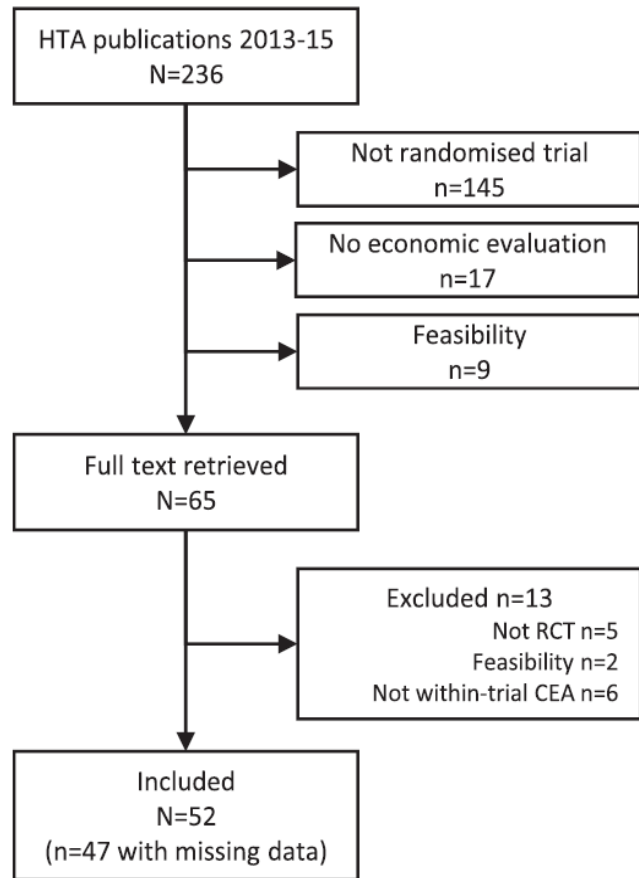 HTA publications 2013-15
N=236
Not randomised trial
n=145
No economic evaluation
n=17
Feasibility
n=9
Full text retrieved
N=65
Excluded n=13
Not RCT n=5
Feasibility n=2
Not within-trial CEA n=6
Included
N=52
(n=47 with missing data)